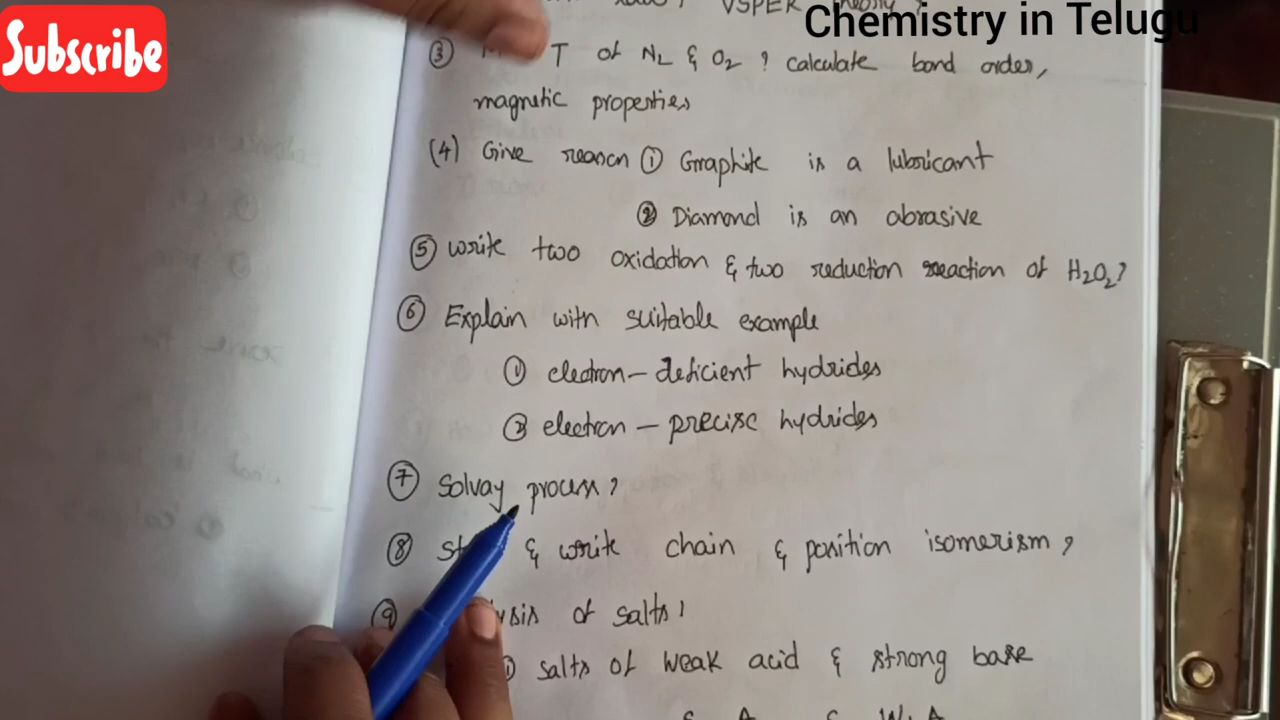 Subscribe
Chemistry in Telugu
VSPER theory ?
③ T of N2 & O2 ? calculate bond order,
magnetic properties
(4) Give reason ① Graphite is a lubricant
② Diamond is an abrasive
⑤ write two oxidation & two reduction reaction of H2O2?
⑥ Explain with suitable example
① electron - deficient hydrides
② electron - precise hydrides
⑦ Solvay process?
⑧ & write chain & position isomerism ?
⑨ of salts?
① salts of weak acid & strong base